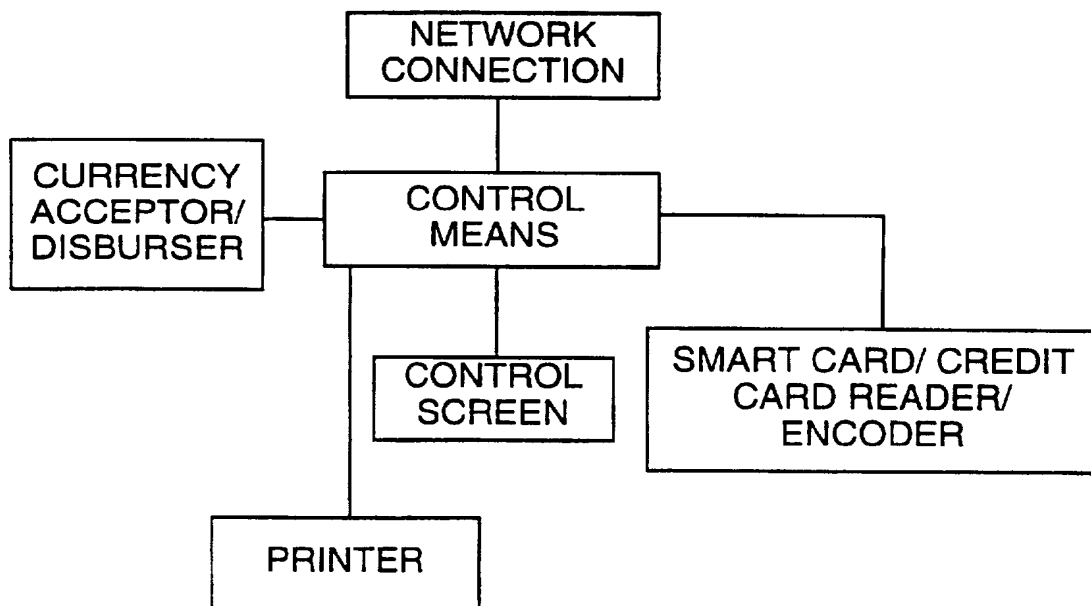 NETWORK
CONNECTION
CURRENCY
ACCEPTOR/
DISBURSER
CONTROL
MEANS
CONTROL
SCREEN
SMART CARD/ CREDIT
CARD READER/
ENCODER
PRINTER